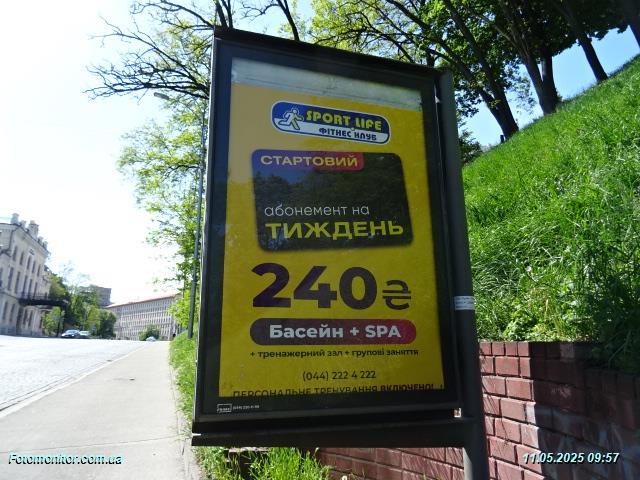 SPORT LIFE
ФІТНЕС КЛУБ
СТАРТОВИЙ
абонемент на
ТИЖДЕНЬ
240₴
Басейн + SPA
+ тренажерний зал + групові заняття
(044) 222 4 222
ПЕРСОНАЛЬНЕ ТРЕНУВАННЯ ВКЛЮЧЕНО!
Fotomonitor.com.ua
11.05.2025 09:57